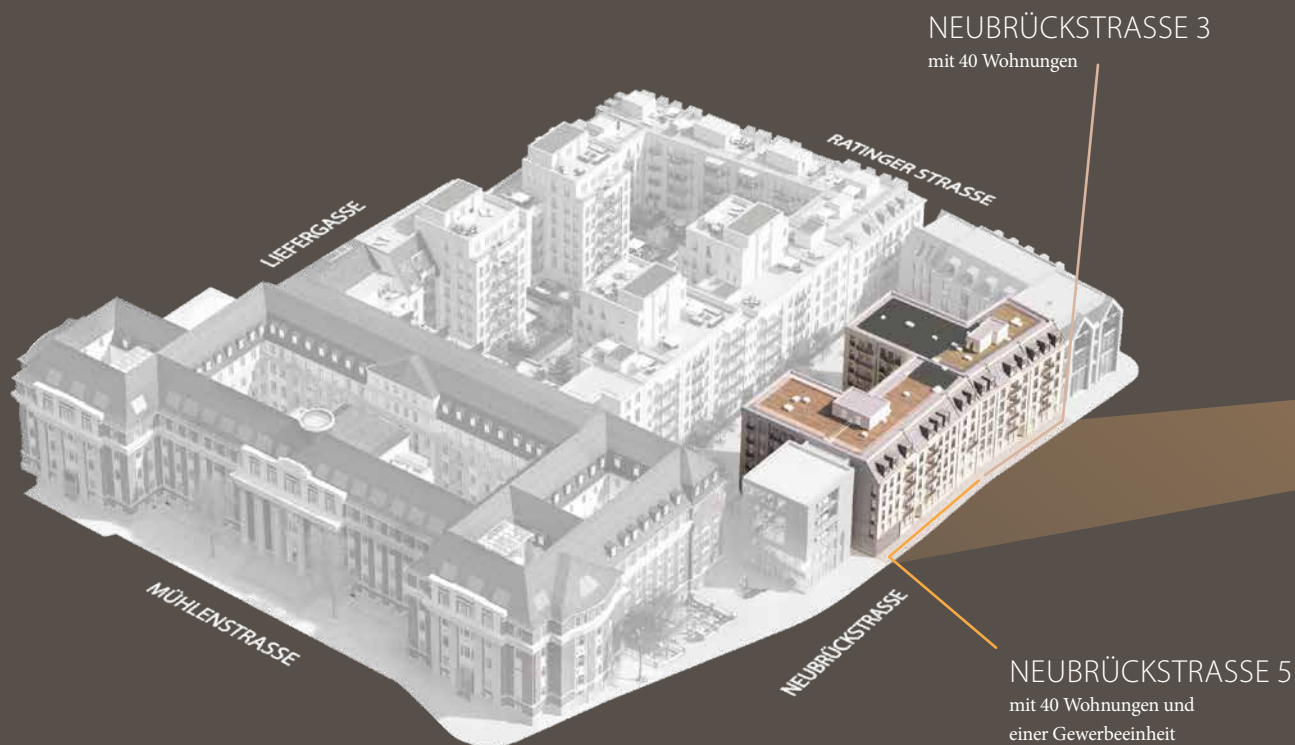 NEUBRÜCKSTRASSE 3
mit 40 Wohnungen
RATINGER STRASSE
LIEFERGASSE
MÜHLENSTRASSE
NEUBRÜCKSTRASSE
NEUBRÜCKSTRASSE 5
mit 40 Wohnungen und
einer Gewerbeeinheit